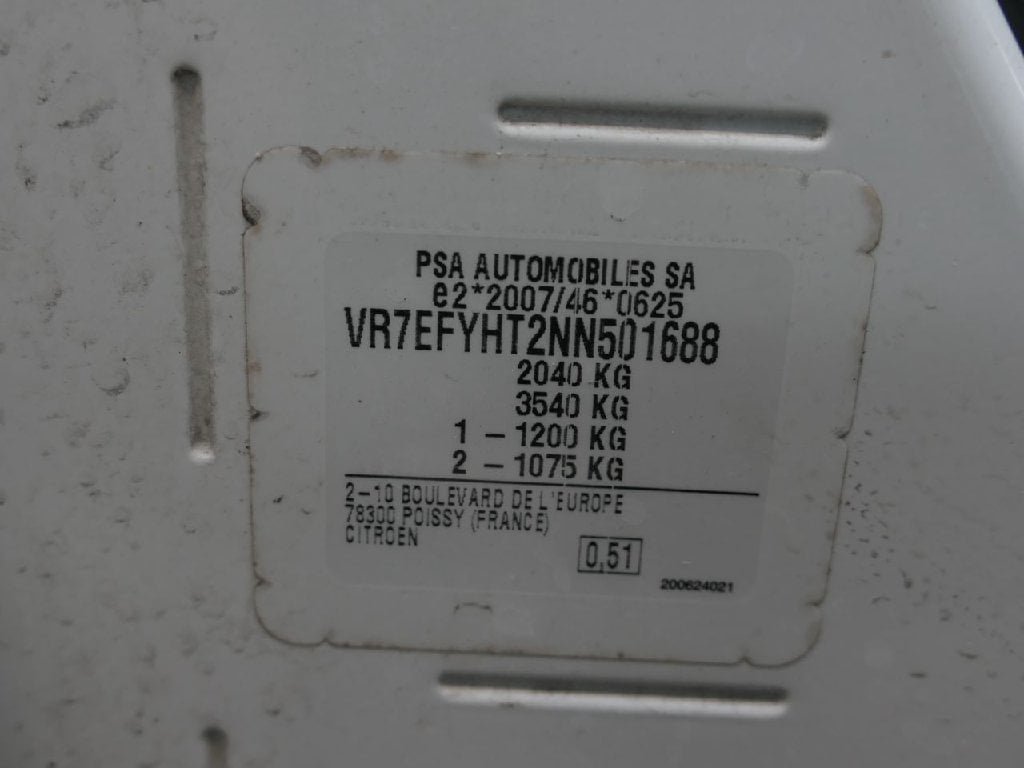 PSA AUTOMOBILES SA
e2*2007/46*0625
VR7EFYHT2NN501688
2040 KG
3540 KG
1 - 1200 KG
2 - 1075 KG
2-10 BOULEVARD DE L'EUROPE
78300 POISSY (FRANCE)
CITROEN
0,51
200624021